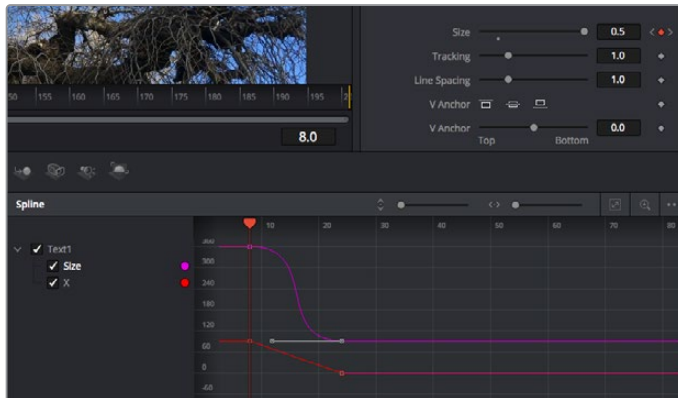 Size 0.5
Tracking 1.0
Line Spacing 1.0
V Anchor
V Anchor 0.0
Top Bottom
155 160 165 170 175 180 185 190 195
8.0
Spline
10 20 30 40 50 60 70 80
Text1
Size
X
300
240
180
120
60
0
-60